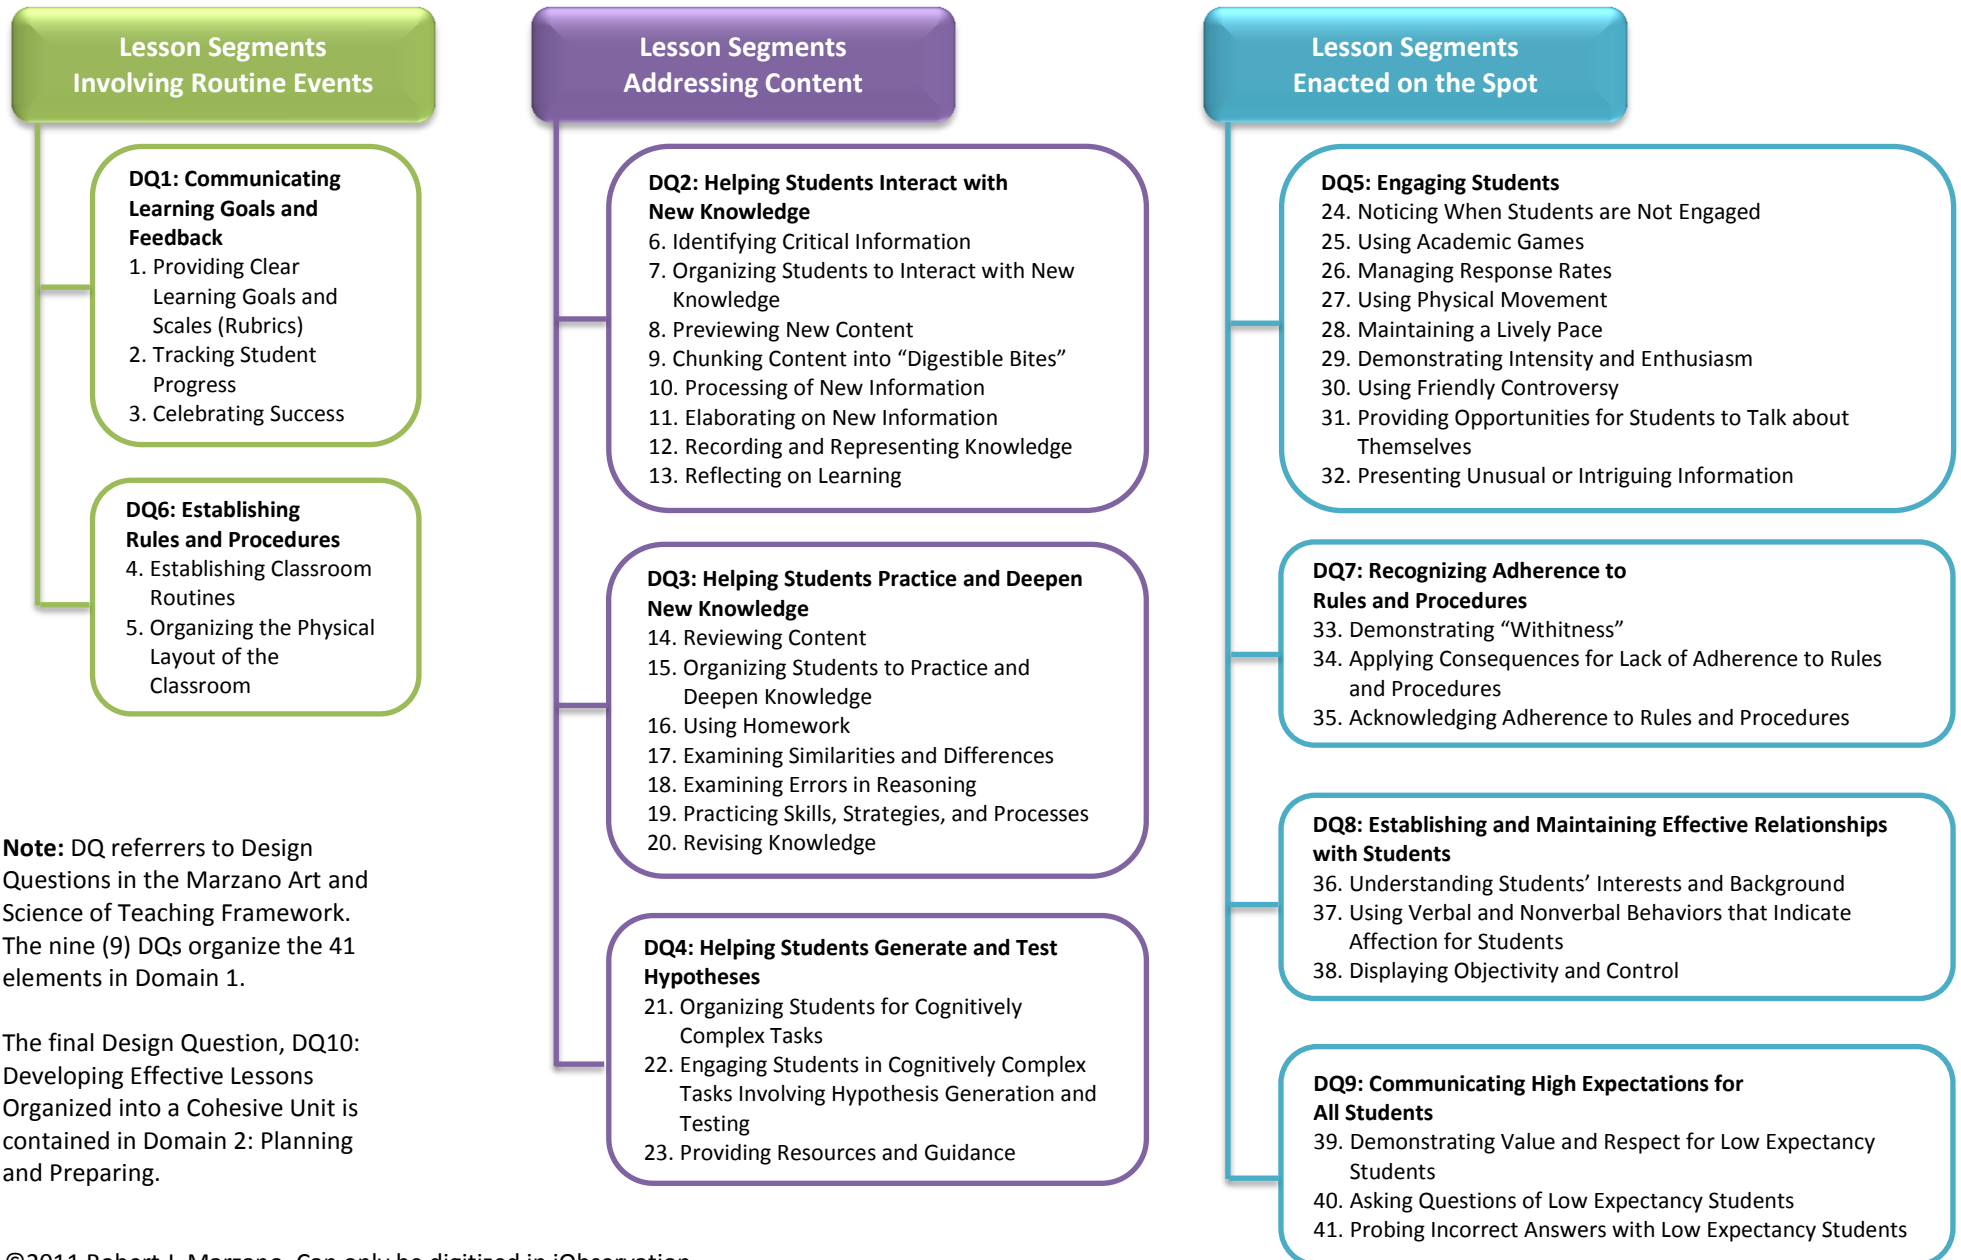 Lesson Segments
Involving Routine Events
DQ1: Communicating
Learning Goals and
Feedback
1. Providing Clear
Learning Goals and
Scales (Rubrics)
2. Tracking Student
Progress
3. Celebrating Success
DQ6: Establishing
Rules and Procedures
4. Establishing Classroom
Routines
5. Organizing the Physical
Layout of the
Classroom
Note: DQ referrers to Design
Questions in the Marzano Art and
Science of Teaching Framework.
The nine (9) DQs organize the 41
elements in Domain 1.
The final Design Question, DQ10:
Developing Effective Lessons
Organized into a Cohesive Unit is
contained in Domain 2: Planning
and Preparing.
Lesson Segments
Addressing Content
DQ2: Helping Students Interact with
New Knowledge
6. Identifying Critical Information
7. Organizing Students to Interact with New
Knowledge
8. Previewing New Content
9. Chunking Content into “Digestible Bites”
10. Processing of New Information
11. Elaborating on New Information
12. Recording and Representing Knowledge
13. Reflecting on Learning
DQ3: Helping Students Practice and Deepen
New Knowledge
14. Reviewing Content
15. Organizing Students to Practice and
Deepen Knowledge
16. Using Homework
17. Examining Similarities and Differences
18. Examining Errors in Reasoning
19. Practicing Skills, Strategies, and Processes
20. Revising Knowledge
DQ4: Helping Students Generate and Test
Hypotheses
21. Organizing Students for Cognitively
Complex Tasks
22. Engaging Students in Cognitively Complex
Tasks Involving Hypothesis Generation and
Testing
23. Providing Resources and Guidance
Lesson Segments
Enacted on the Spot
DQ5: Engaging Students
24. Noticing When Students are Not Engaged
25. Using Academic Games
26. Managing Response Rates
27. Using Physical Movement
28. Maintaining a Lively Pace
29. Demonstrating Intensity and Enthusiasm
30. Using Friendly Controversy
31. Providing Opportunities for Students to Talk about
Themselves
32. Presenting Unusual or Intriguing Information
DQ7: Recognizing Adherence to
Rules and Procedures
33. Demonstrating “Withitness”
34. Applying Consequences for Lack of Adherence to Rules
and Procedures
35. Acknowledging Adherence to Rules and Procedures
DQ8: Establishing and Maintaining Effective Relationships
with Students
36. Understanding Students’ Interests and Background
37. Using Verbal and Nonverbal Behaviors that Indicate
Affection for Students
38. Displaying Objectivity and Control
DQ9: Communicating High Expectations for
All Students
39. Demonstrating Value and Respect for Low Expectancy
Students
40. Asking Questions of Low Expectancy Students
41. Probing Incorrect Answers with Low Expectancy Students
©2011 Robert J. Marzano. Can only be digitized in iObservation